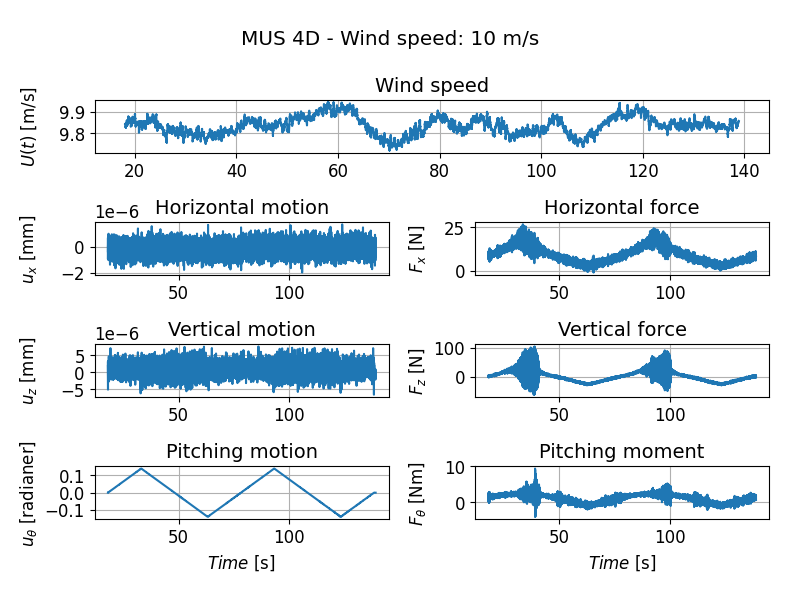 MUS 4D - Wind speed: 10 m/s
Wind speed
U(t) [m/s]
9.9
9.8
20 40 60 80 100 120 140
1e−6 Horizontal motion
u_x [mm]
0
−2
50 100
Horizontal force
F_x [N]
25
0
50 100
1e−6 Vertical motion
u_z [mm]
5
0
−5
50 100
Vertical force
F_z [N]
100
0
50 100
Pitching motion
u_θ [radianer]
0.1
0.0
−0.1
50 100
Time [s]
Pitching moment
F_θ [Nm]
10
0
50 100
Time [s]